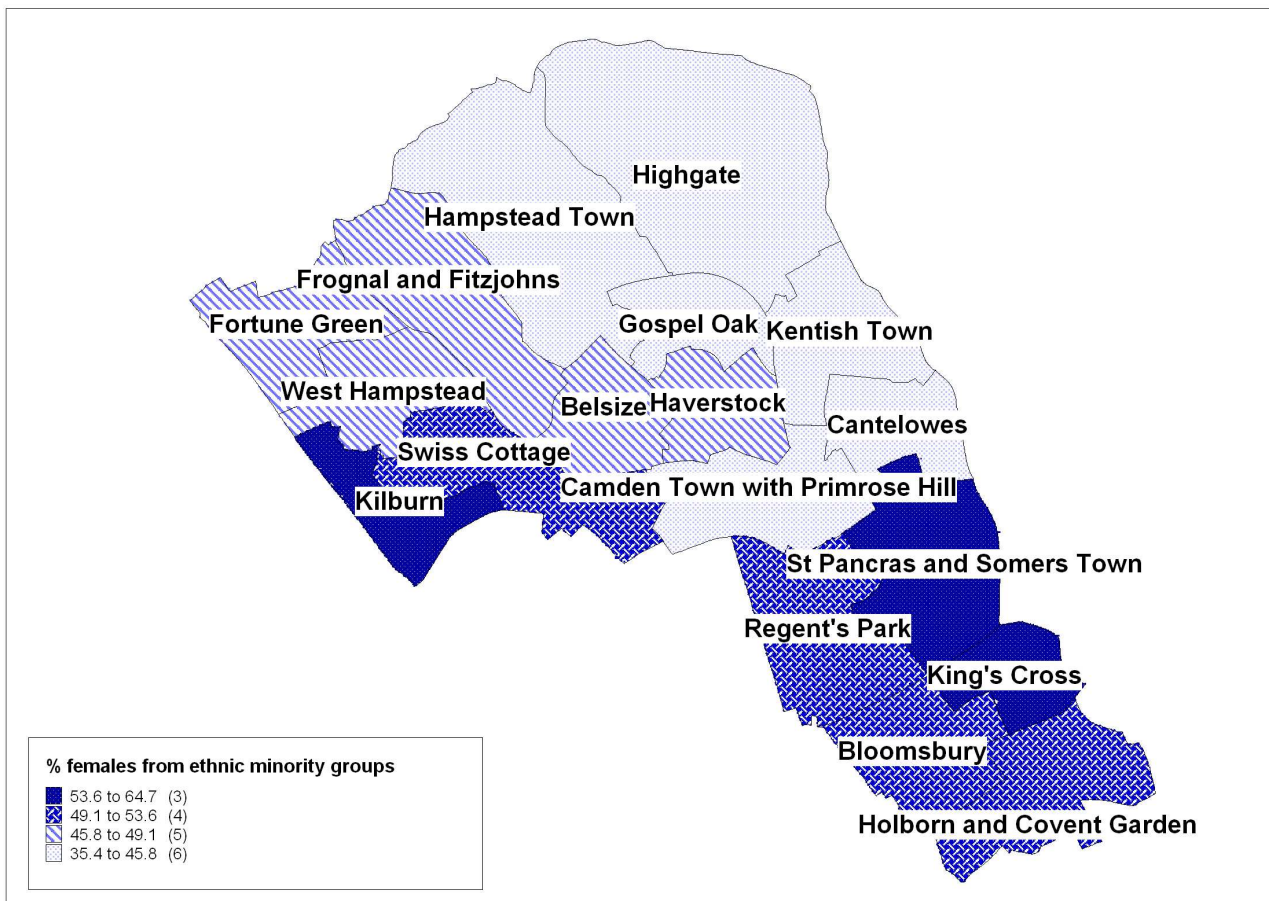 Highgate
Hampstead Town
Frognal and Fitzjohns
Fortune Green
Gospel Oak
Kentish Town
West Hampstead
Belsize
Haverstock
Cantelowes
Swiss Cottage
Camden Town with Primrose Hill
Kilburn
St Pancras and Somers Town
Regent's Park
King's Cross
Bloomsbury
Holborn and Covent Garden
% females from ethnic minority groups
53.6 to 64.7 (3)
49.1 to 53.6 (4)
45.8 to 49.1 (5)
35.4 to 45.8 (6)